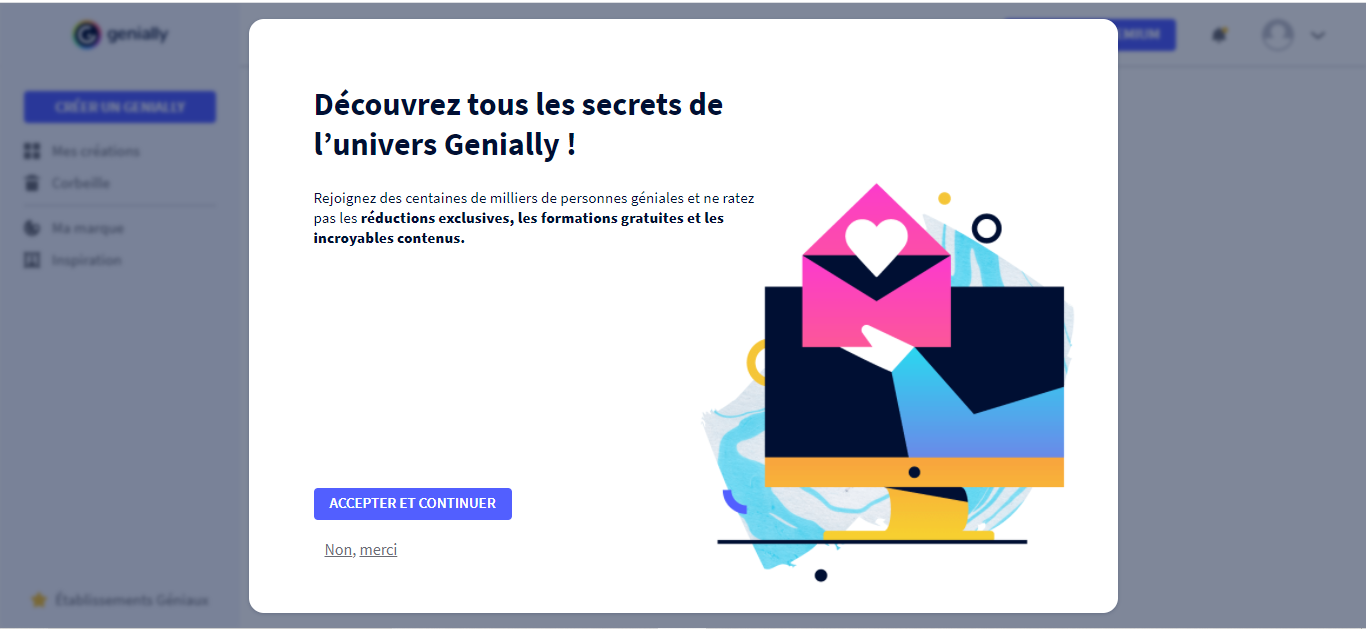 genially
CRÉER UN GENIALLY
Mes créations
Corbeille
Ma marque
Inspiration
Établissements Géniaux
Découvrez tous les secrets de
l’univers Genially !
Rejoignez des centaines de milliers de personnes géniales et ne ratez
pas les réductions exclusives, les formations gratuites et les
incroyables contenus.
ACCEPTER ET CONTINUER
Non, merci